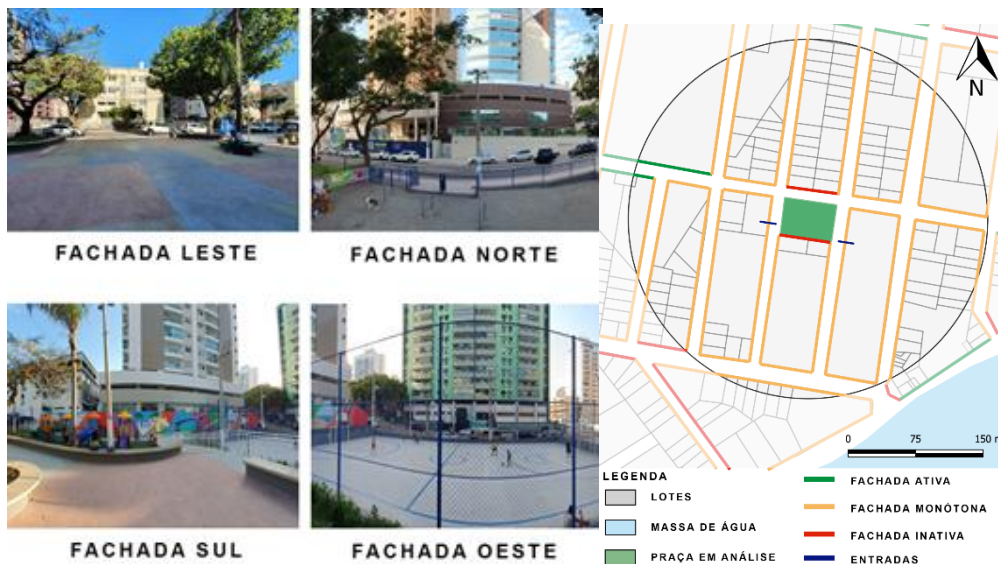 FACHADA LESTE
FACHADA NORTE
FACHADA SUL
FACHADA OESTE
N
0 75 150 m
LEGENDA
LOTES
MASSA DE ÁGUA
PRAÇA EM ANÁLISE
FACHADA ATIVA
FACHADA MONÓTONA
FACHADA INATIVA
ENTRADAS